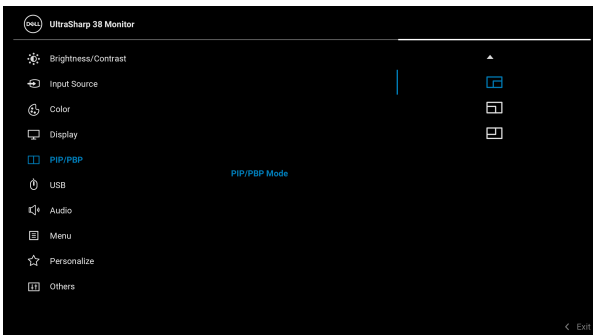 DELL
UltraSharp 38 Monitor
Brightness/Contrast
Input Source
Color
Display
PIP/PBP
PIP/PBP Mode
USB
Audio
Menu
Personalize
Others
Exit